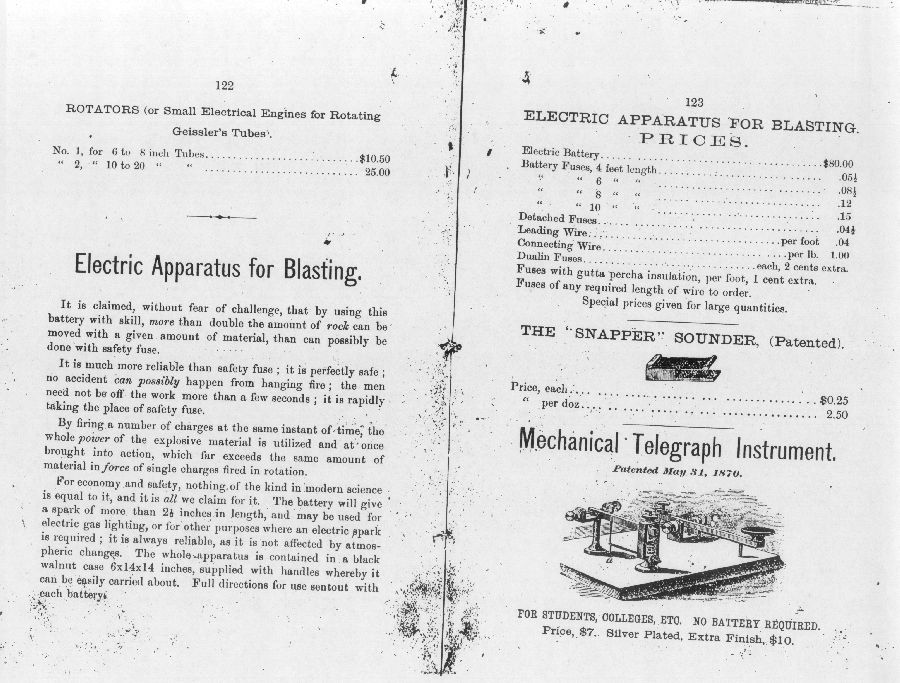 122
ROTATORS (or Small Electrical Engines for Rotating
Geissler's Tubes.
No. 1, for 6 to 8 inch Tubes........................$10.50
" 2, " 10 to 20 " " ........................ 25.00
Electric Apparatus for Blasting.
It is claimed, without fear of challenge, that by using this
battery with skill, more than double the amount of rock can be
moved with a given amount of material, than can possibly be
done with safety fuse.
It is much more reliable than safety fuse ; it is perfectly safe ;
no accident can possibly happen from hanging fire ; the men
need not be off the work more than a few seconds ; it is rapidly
taking the place of safety fuse.
By firing a number of charges at the same instant of time, the
whole power of the explosive material is utilized and at once
brought into action, which far exceeds the same amount of
material in force of single charges fired in rotation.
For economy and safety, nothing of the kind in modern science
is equal to it, and it is all we claim for it. The battery will give
a spark of more than 2½ inches in length, and may be used for
electric gas lighting, or for other purposes where an electric spark
is required ; it is always reliable, as it is not affected by atmos-
pheric changes. The whole apparatus is contained in a black
walnut case 6x14x14 inches, supplied with handles whereby it
can be easily carried about. Full directions for use sent out with
each battery.
123
ELECTRIC APPARATUS FOR BLASTING.
PRICES.
Electric Battery........................$80.00
Battery Fuses, 4 feet length........................ .05½
" " 6 " " ........................ .08½
" " 8 " " ........................ .12
" " 10 " " ........................ .15
Detached Fuses........................ .04½
Leading Wire........................per foot .04
Connecting Wire........................per lb. 1.00
Dualin Fuses........................each, 2 cents extra.
Fuses with gutta percha insulation, per foot, 1 cent extra.
Fuses of any required length of wire to order.
Special prices given for large quantities.
THE "SNAPPER" SOUNDER, (Patented).
Price, each........................$0.25
" per doz........................ 2.50
Mechanical Telegraph Instrument.
Patented May 31, 1870.
a
FOR STUDENTS, COLLEGES, ETC. NO BATTERY REQUIRED.
Price, $7. Silver Plated, Extra Finish, $10.